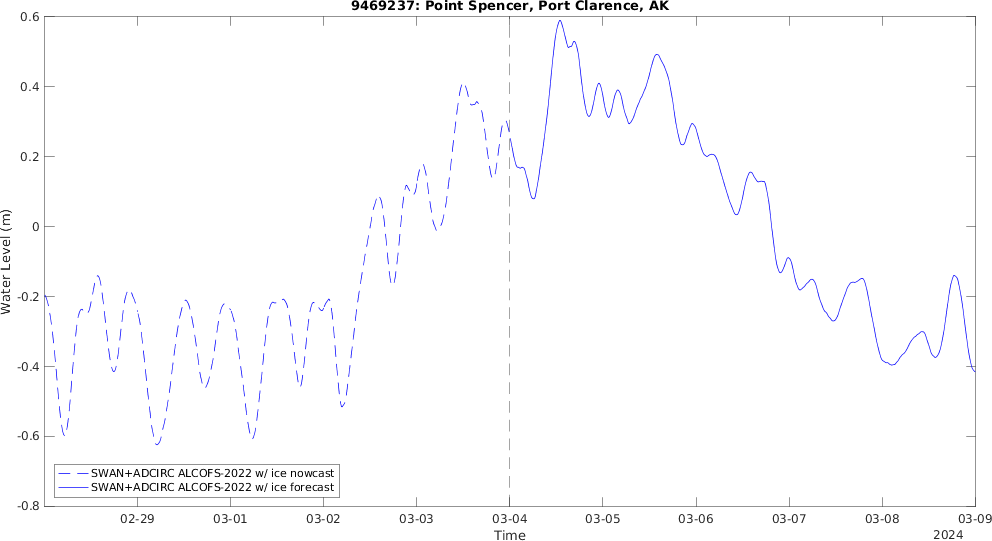 9469237: Point Spencer, Port Clarence, AK
0.6
0.4
0.2
0
-0.2
-0.4
-0.6
-0.8
Water Level (m)
SWAN+ADCIRC ALCOFS-2022 w/ ice nowcast
SWAN+ADCIRC ALCOFS-2022 w/ ice forecast
02-29 03-01 03-02 03-03 03-04 03-05 03-06 03-07 03-08 03-09
Time
2024